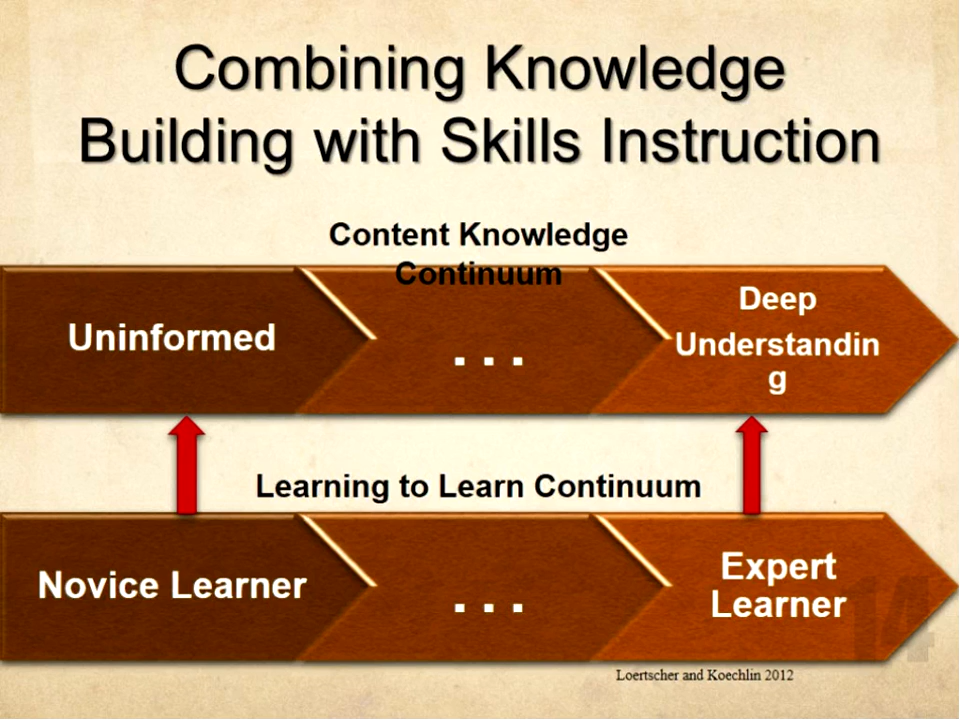 Combining Knowledge
Building with Skills Instruction
Content Knowledge
Continuum
Uninformed
. . .
Deep
Understandin
g
Learning to Learn Continuum
Novice Learner
. . .
Expert
Learner
14
Loertscher and Koechlin 2012